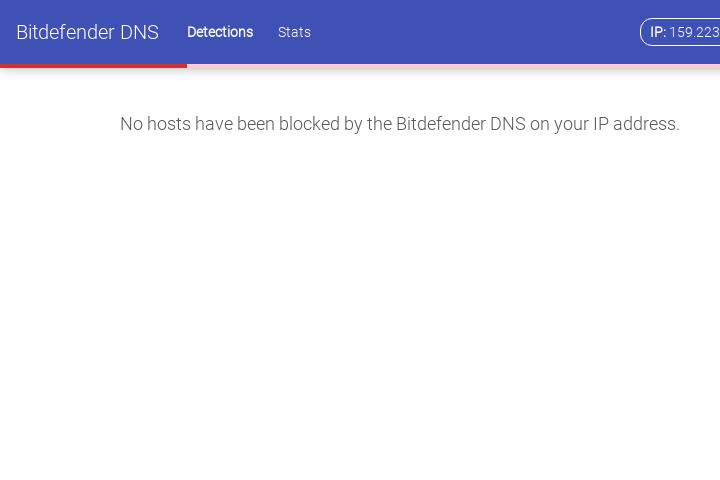 Bitdefender DNS Detections Stats IP: 159.223
No hosts have been blocked by the Bitdefender DNS on your IP address.